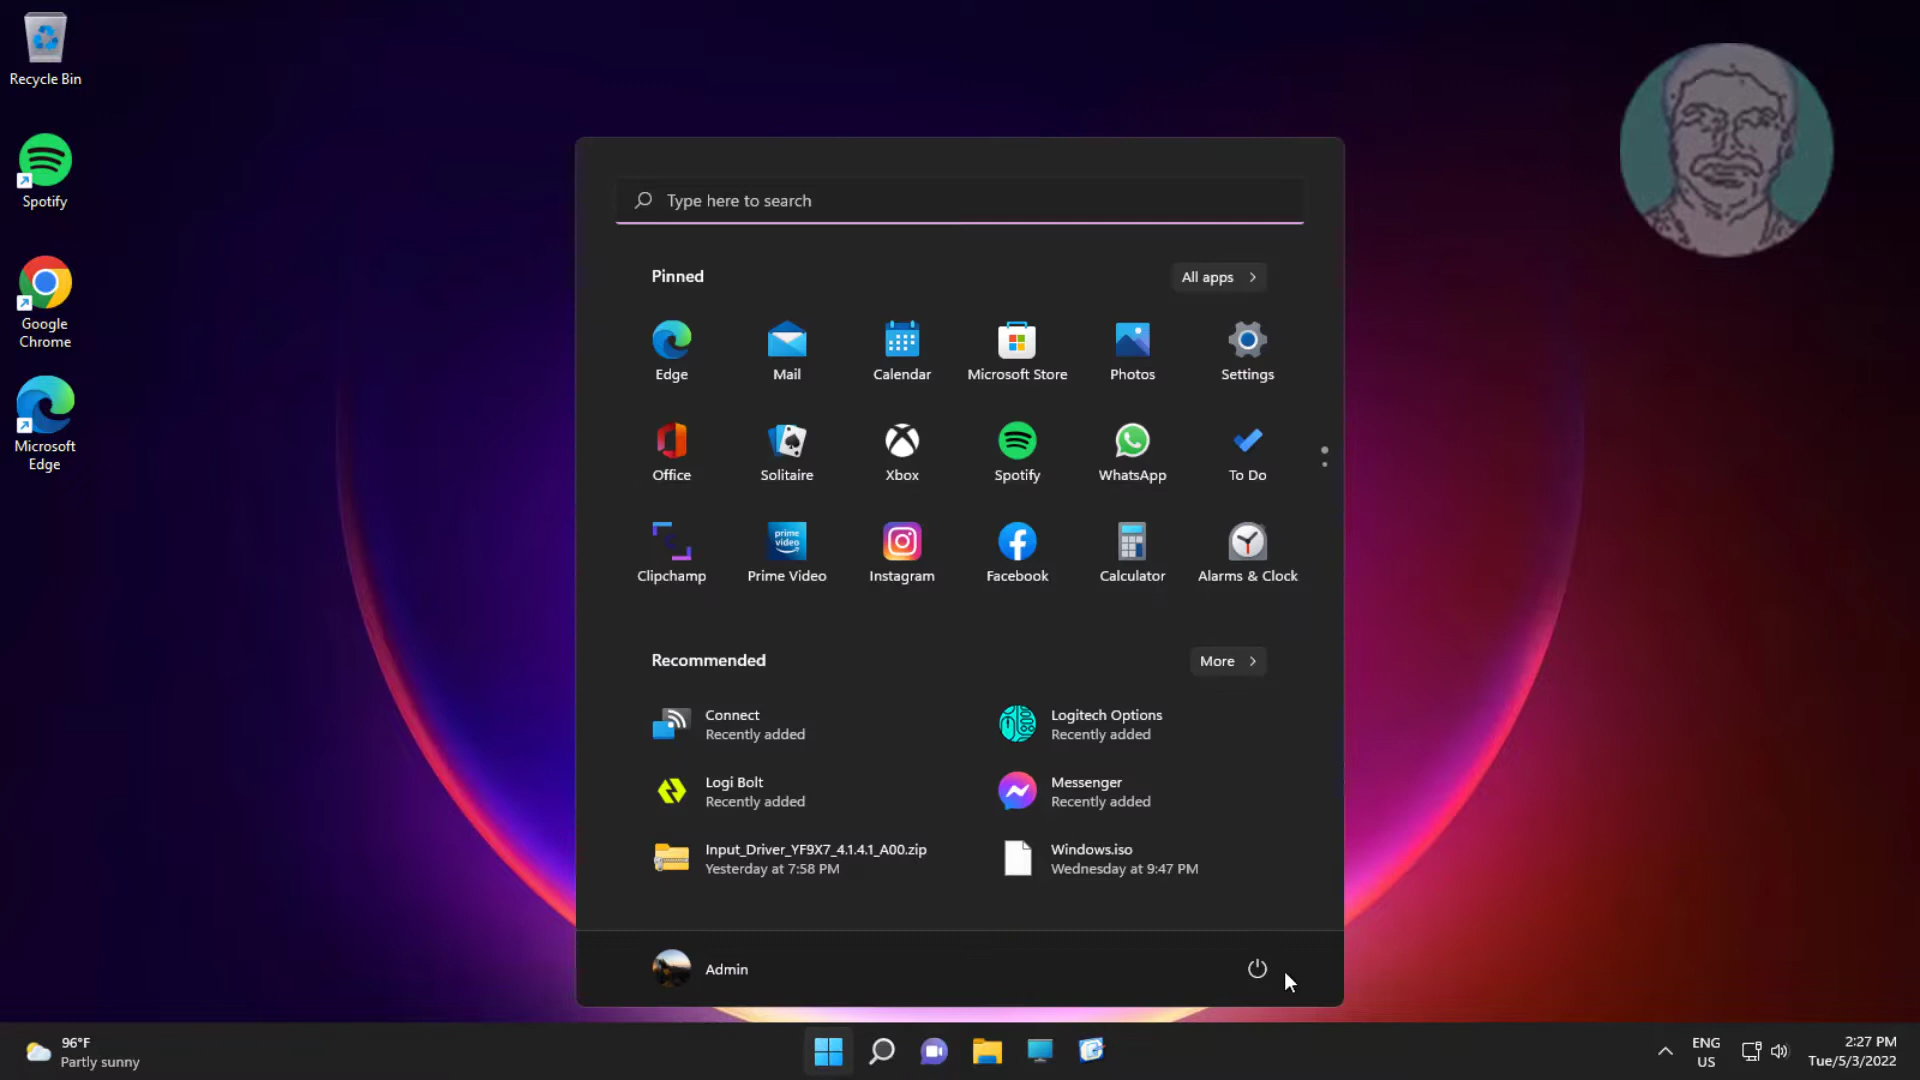 Recycle Bin
Spotify
Google
Chrome
Microsoft
Edge
Type here to search
Pinned
All apps
Edge
Mail
Calendar
Microsoft Store
Photos
Settings
Office
Solitaire
Xbox
Spotify
WhatsApp
To Do
prime
video
Clipchamp
Prime Video
Instagram
Facebook
Calculator
Alarms & Clock
Recommended
More
Connect
Recently added
Logitech Options
Recently added
Logi Bolt
Recently added
Messenger
Recently added
Input_Driver_YF9X7_4.1.4.1_A00.zip
Yesterday at 7:58 PM
Windows.iso
Wednesday at 9:47 PM
Admin
96°F
Partly sunny
ENG
US
2:27 PM
Tue/5/3/2022